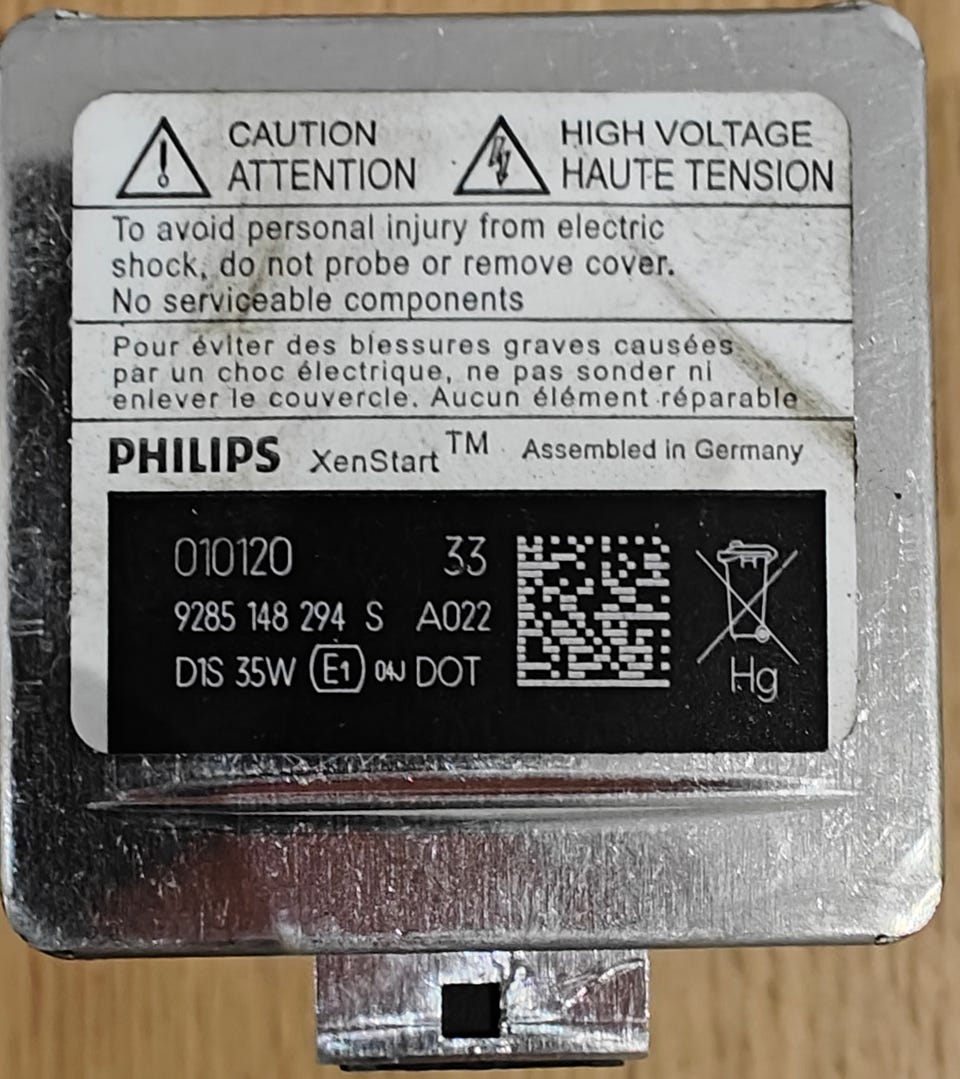 CAUTION
ATTENTION
HIGH VOLTAGE
HAUTE TENSION
To avoid personal injury from electric
shock, do not probe or remove cover.
No serviceable components
Pour éviter des blessures graves causées
par un choc électrique, ne pas sonder ni
enlever le couvercle. Aucun élément réparable
PHILIPS XenStart™ Assembled in Germany
010120 33
9285 148 294 S A022
D1S 35W E1 04J DOT
Hg